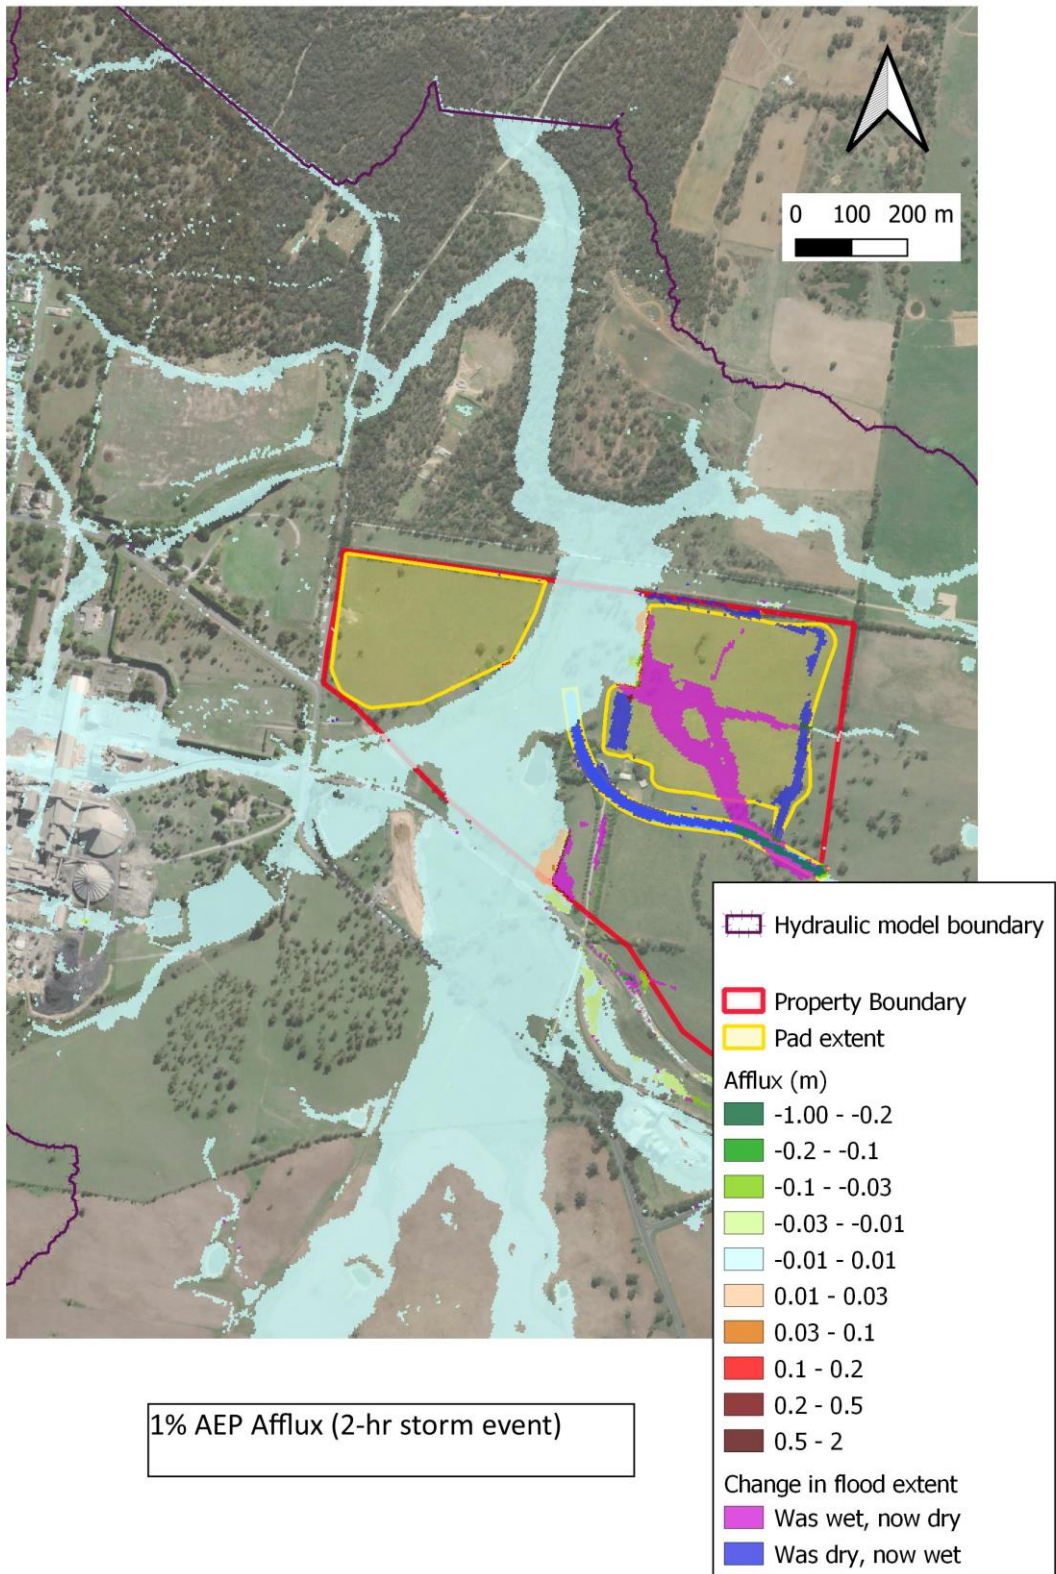 0 100 200 m
Hydraulic model boundary
Property Boundary
Pad extent
Afflux (m)
-1.00 - -0.2
-0.2 - -0.1
-0.1 - -0.03
-0.03 - -0.01
-0.01 - 0.01
0.01 - 0.03
0.03 - 0.1
0.1 - 0.2
0.2 - 0.5
0.5 - 2
Change in flood extent
Was wet, now dry
Was dry, now wet
1% AEP Afflux (2-hr storm event)